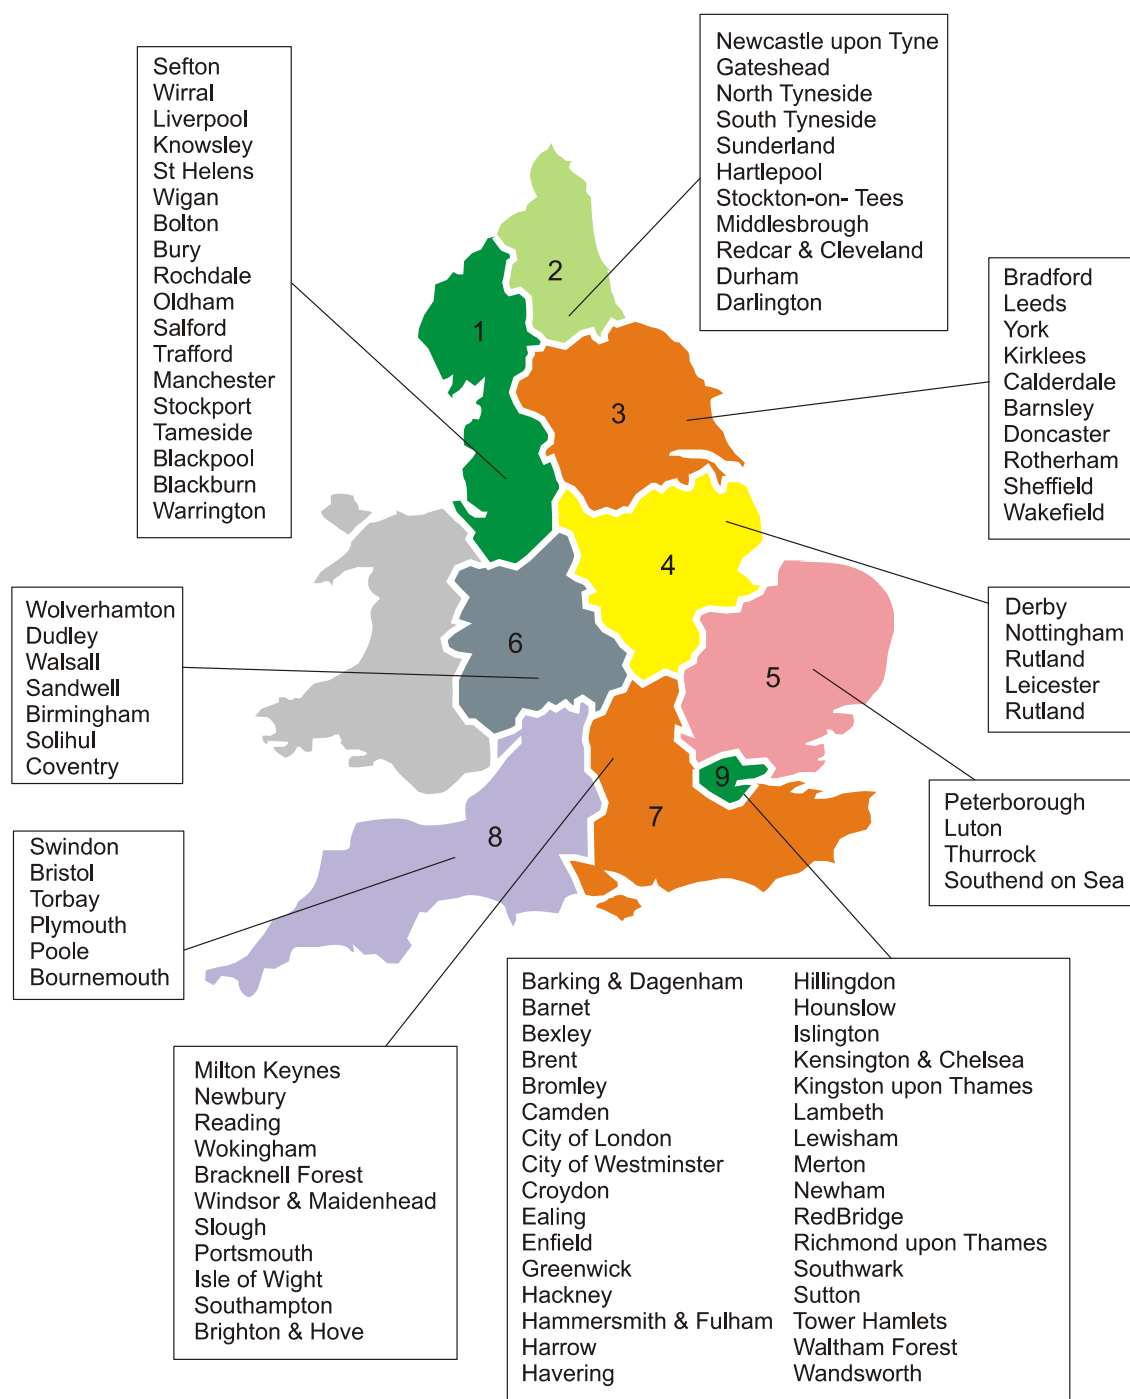 Sefton
Wirral
Liverpool
Knowsley
St Helens
Wigan
Bolton
Bury
Rochdale
Oldham
Salford
Trafford
Manchester
Stockport
Tameside
Blackpool
Blackburn
Warrington
Newcastle upon Tyne
Gateshead
North Tyneside
South Tyneside
Sunderland
Hartlepool
Stockton-on- Tees
Middlesbrough
Redcar & Cleveland
Durham
Darlington
Bradford
Leeds
York
Kirklees
Calderdale
Barnsley
Doncaster
Rotherham
Sheffield
Wakefield
2
1
3
4
6
5
9
7
8
Wolverhamton
Dudley
Walsall
Sandwell
Birmingham
Solihul
Coventry
Derby
Nottingham
Rutland
Leicester
Rutland
Peterborough
Luton
Thurrock
Southend on Sea
Swindon
Bristol
Torbay
Plymouth
Poole
Bournemouth
Milton Keynes
Newbury
Reading
Wokingham
Bracknell Forest
Windsor & Maidenhead
Slough
Portsmouth
Isle of Wight
Southampton
Brighton & Hove
Barking & Dagenham
Barnet
Bexley
Brent
Bromley
Camden
City of London
City of Westminster
Croydon
Ealing
Enfield
Greenwick
Hackney
Hammersmith & Fulham
Harrow
Havering
Hillingdon
Hounslow
Islington
Kensington & Chelsea
Kingston upon Thames
Lambeth
Lewisham
Merton
Newham
RedBridge
Richmond upon Thames
Southwark
Sutton
Tower Hamlets
Waltham Forest
Wandsworth